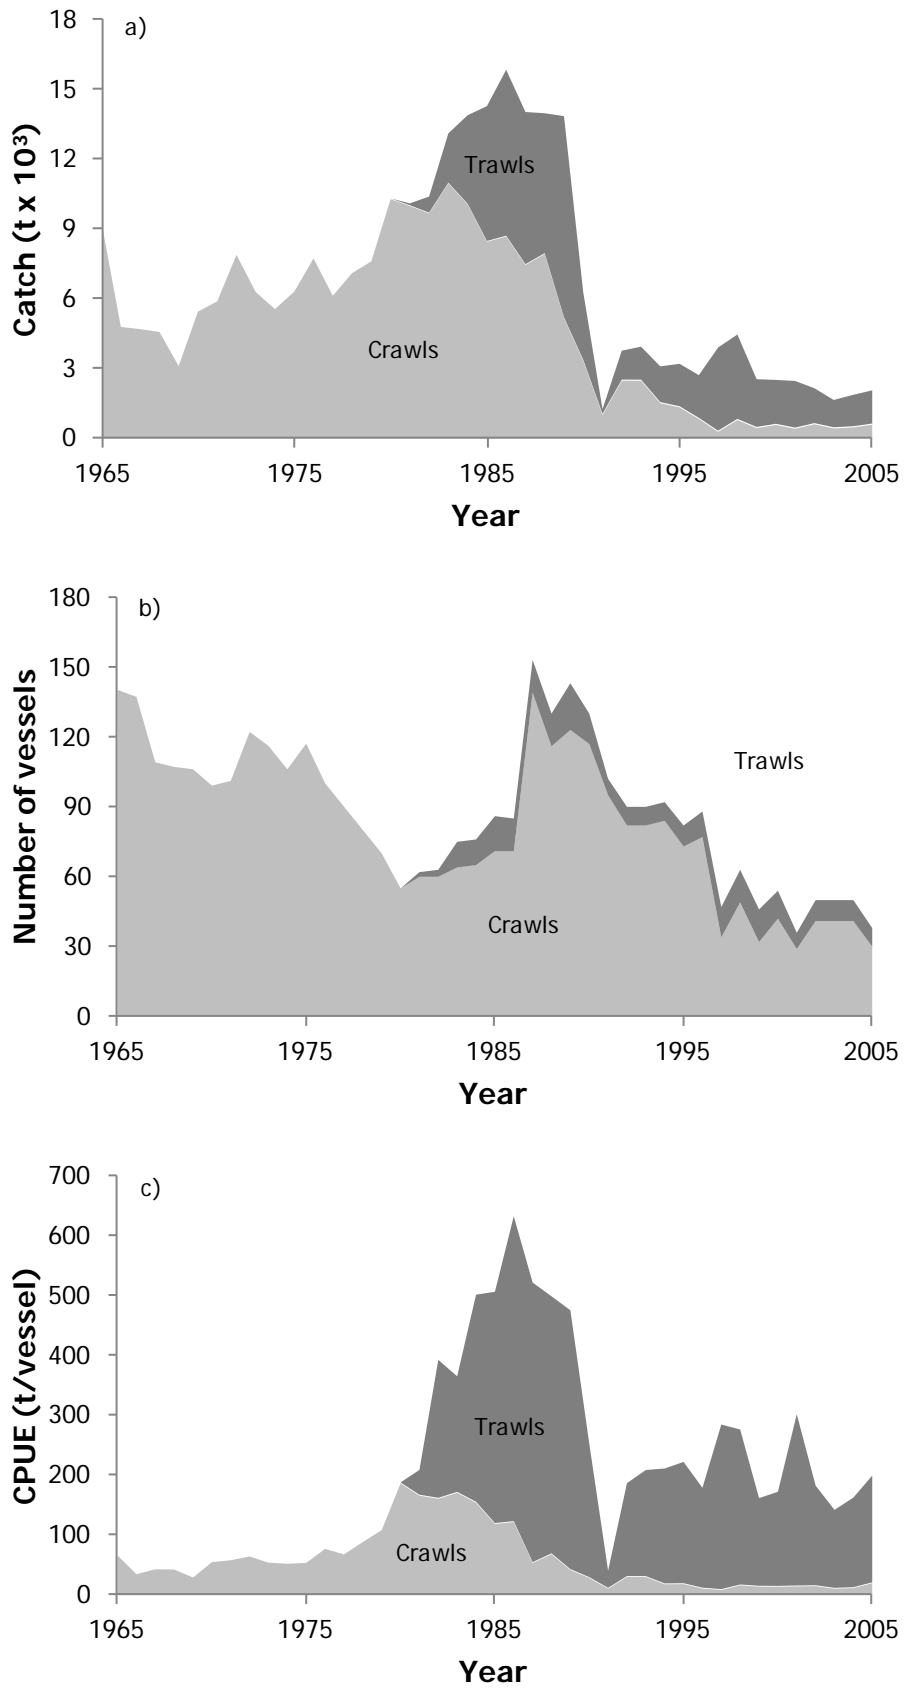 a)
Catch (t x 10³)
18
15
12
9
6
3
0
Trawls
Crawls
1965 1975 1985 1995 2005
Year
b)
Number of vessels
180
150
120
90
60
30
0
Trawls
Crawls
1965 1975 1985 1995 2005
Year
c)
CPUE (t/vessel)
700
600
500
400
300
200
100
0
Trawls
Crawls
1965 1975 1985 1995 2005
Year